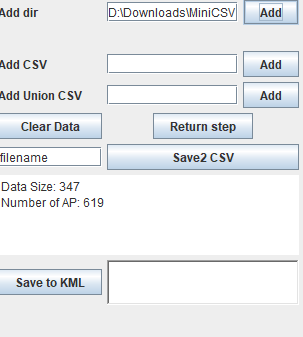 Add dir D:\Downloads\MiniCSV Add
Add CSV Add
Add Union CSV Add
Clear Data Return step
filename Save2 CSV
Data Size: 347
Number of AP: 619
Save to KML